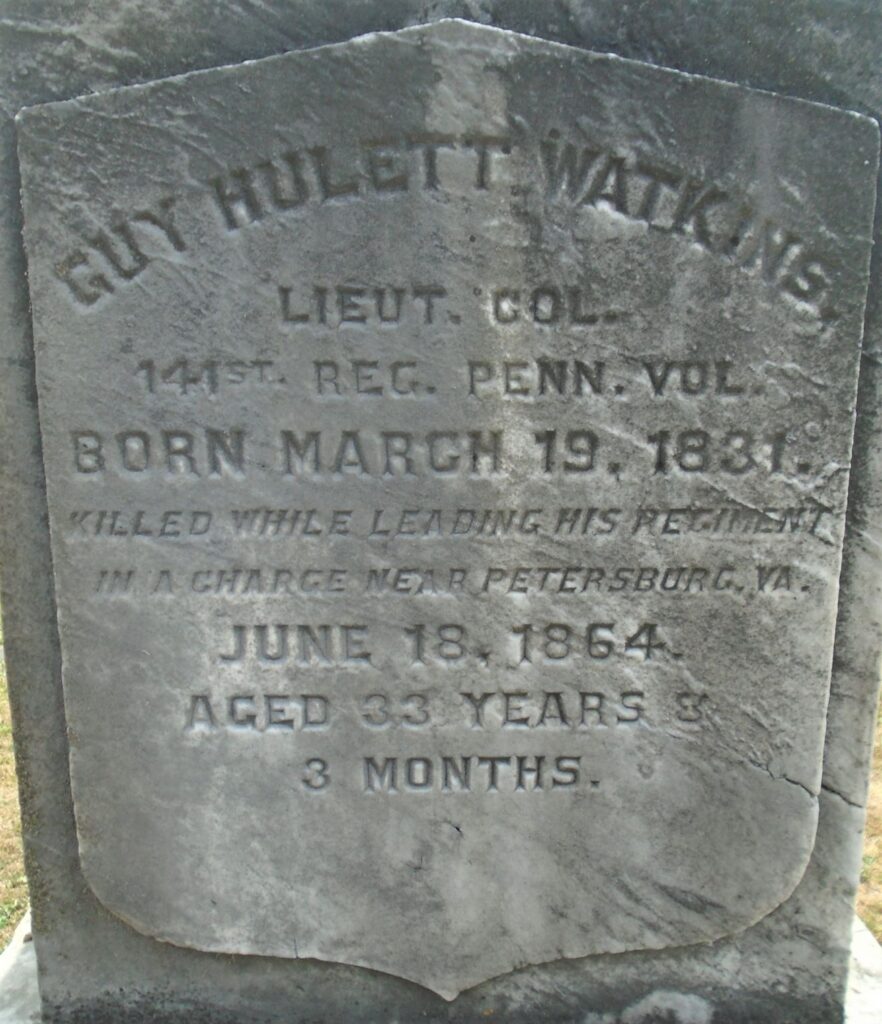 GUY HULETT WATKINS.
LIEUT. COL.
141ST. REG. PENN. VOL.
BORN MARCH 19, 1831.
KILLED WHILE LEADING HIS REGIMENT
IN A CHARGE NEAR PETERSBURG, VA.
JUNE 18, 1864.
AGED 33 YEARS &
3 MONTHS.